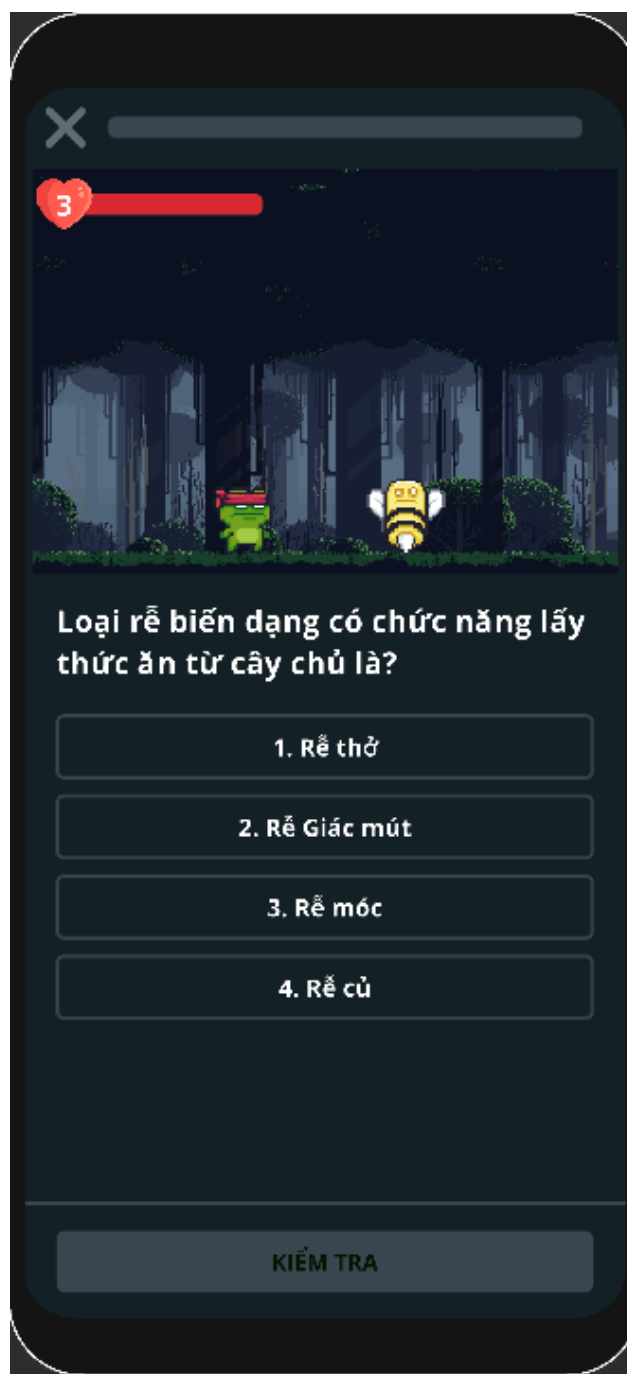 3
Loại rễ biến dạng có chức năng lấy
thức ăn từ cây chủ là?
1. Rễ thở
2. Rễ Giác mút
3. Rễ móc
4. Rễ củ
KIỂM TRA